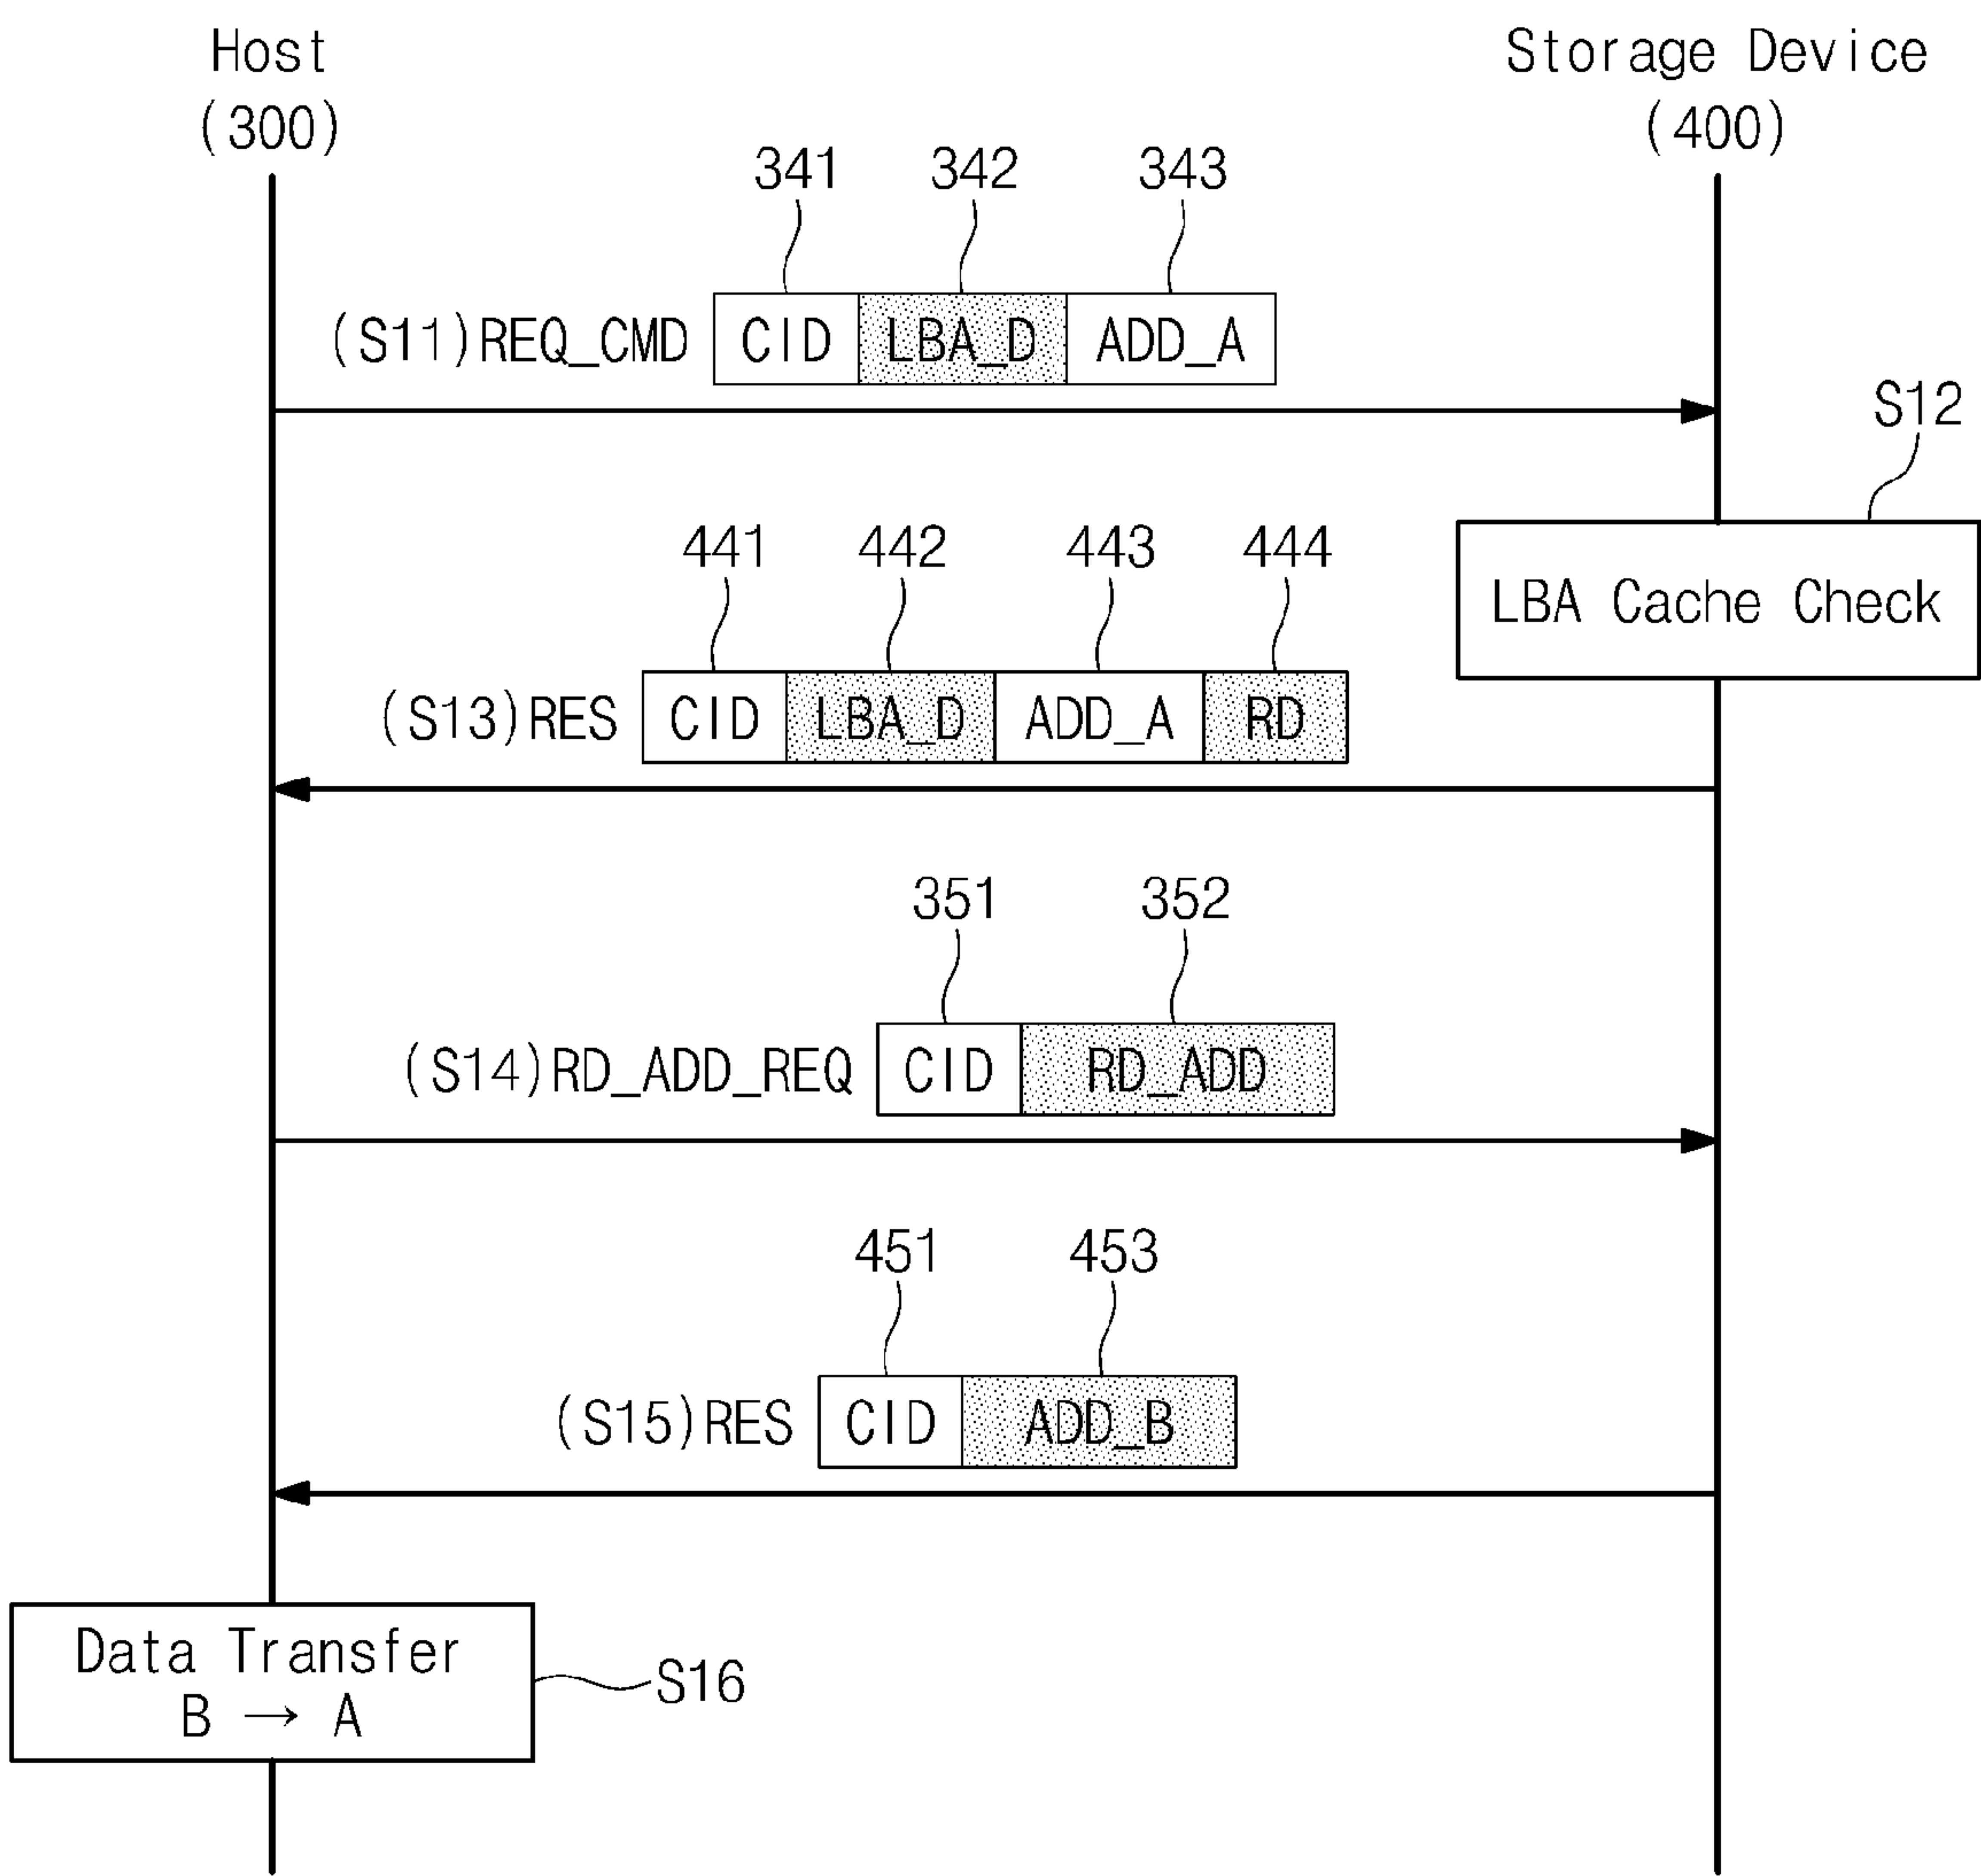 Host
(300)
Storage Device
(400)
341
342
343
(S11)REQ_CMD
CID
LBA_D
ADD_A
S12
LBA Cache Check
441
442
443
444
(S13)RES
CID
LBA_D
ADD_A
RD
351
352
(S14)RD_ADD_REQ
CID
RD_ADD
451
453
(S15)RES
CID
ADD_B
Data Transfer
B → A
S16